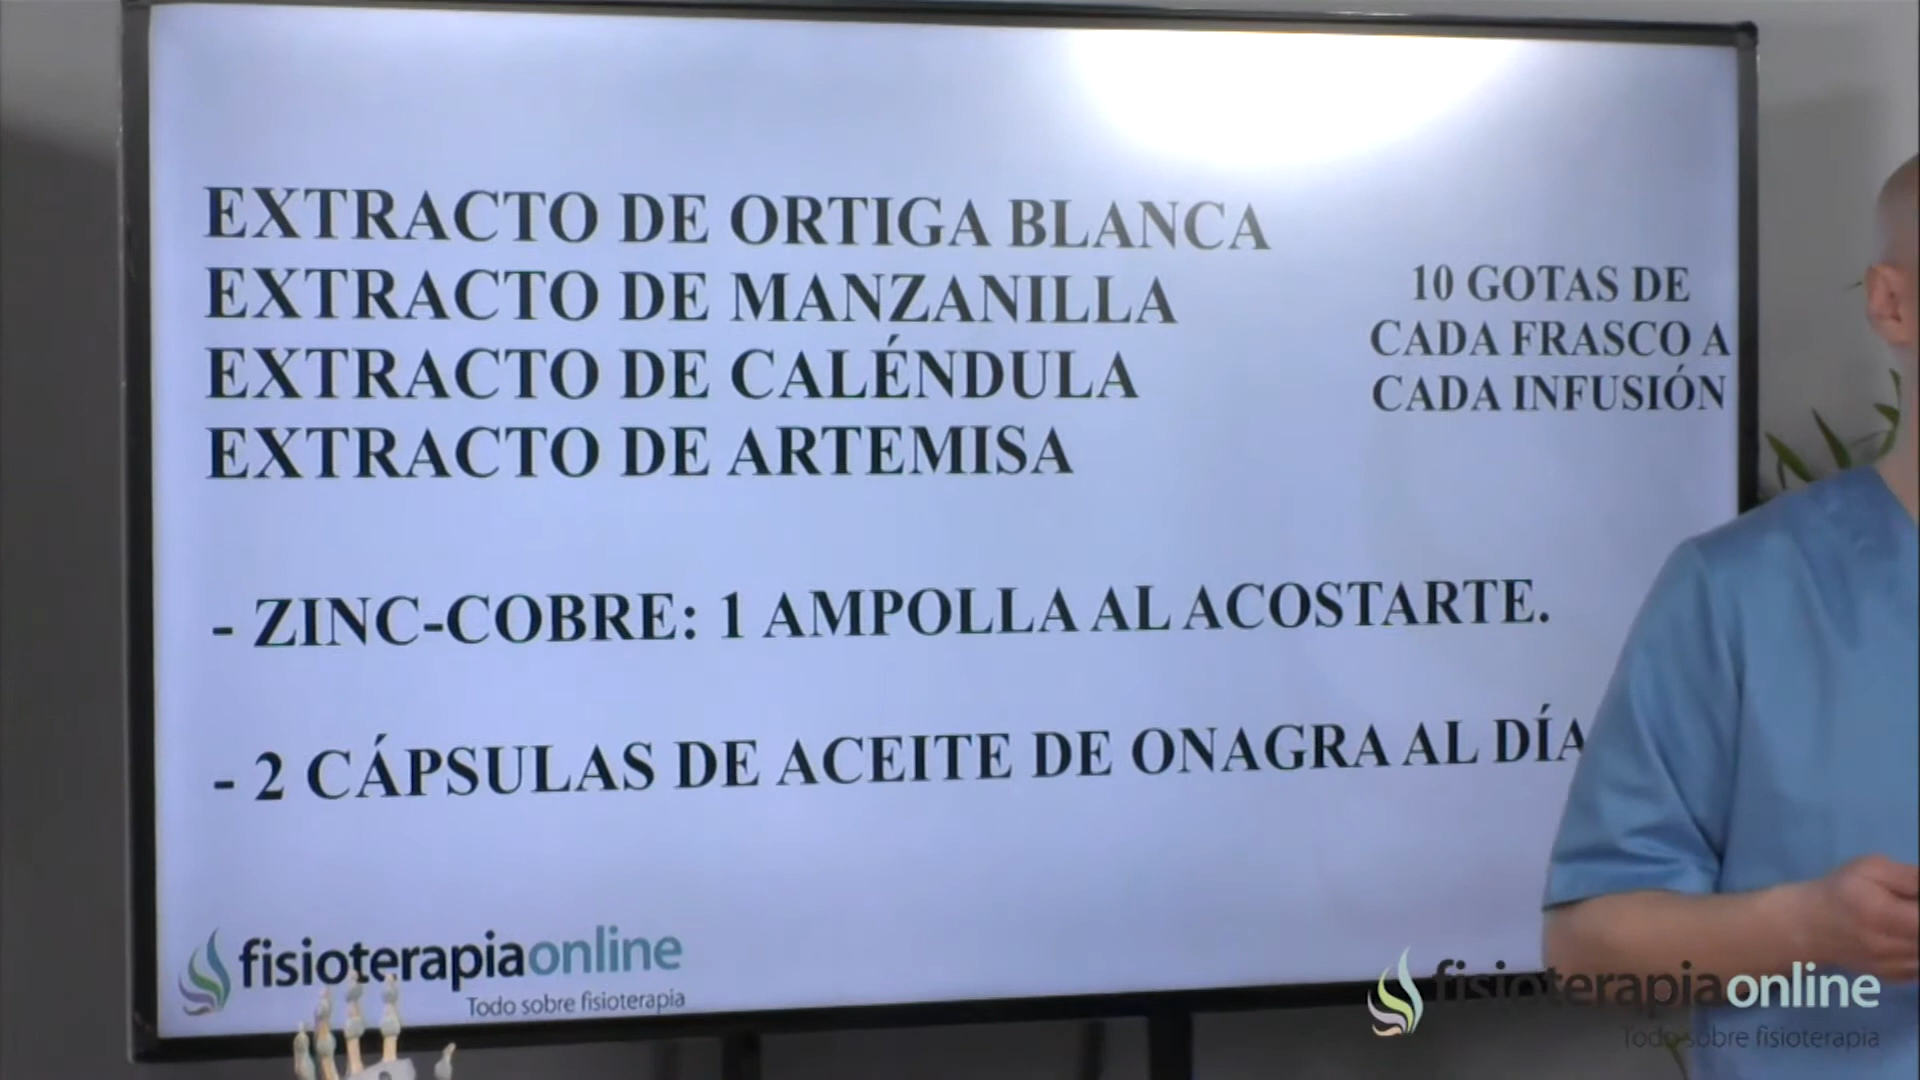 EXTRACTO DE ORTIGA BLANCA
EXTRACTO DE MANZANILLA
EXTRACTO DE CALÉNDULA
EXTRACTO DE ARTEMISA
10 GOTAS DE
CADA FRASCO A
CADA INFUSIÓN
- ZINC-COBRE: 1 AMPOLLA AL ACOSTARTE.
- 2 CÁPSULAS DE ACEITE DE ONAGRA AL DÍA
fisioterapiaonline
Todo sobre fisioterapia
fisioterapiaonline
Todo sobre fisioterapia